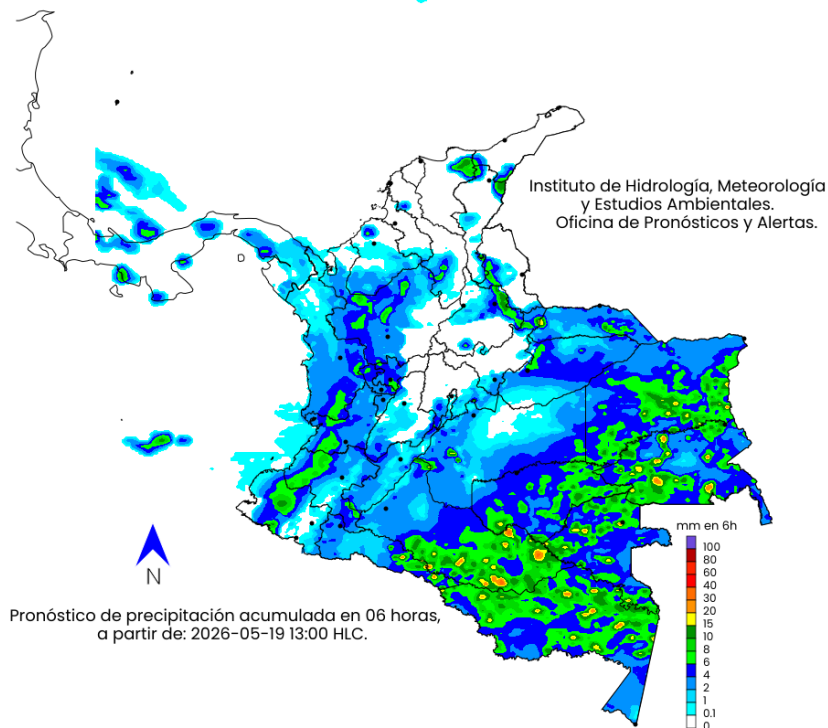 Instituto de Hidrología, Meteorología
y Estudios Ambientales.
Oficina de Pronósticos y Alertas.
mm en 6h
100
80
60
40
30
20
15
10
8
6
4
2
1
0.1
0
N
Pronóstico de precipitación acumulada en 06 horas,
a partir de: 2026-05-19 13:00 HLC.